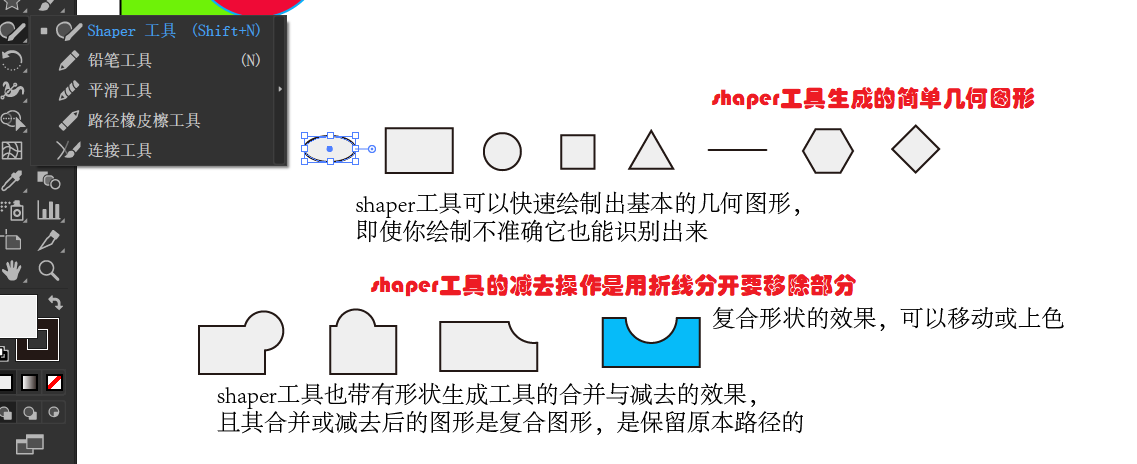 Shaper 工具 (Shift+N)
铅笔工具 (N)
平滑工具
路径橡皮檫工具
连接工具
shaper工具生成的简单几何图形
shaper工具可以快速绘制出基本的几何图形，
即使你绘制不准确它也能识别出来
shaper工具的减去操作是用折线分开要移除部分
复合形状的效果，可以移动或上色
shaper工具也带有形状生成工具的合并与减去的效果，
且其合并或减去后的图形是复合图形，是保留原本路径的